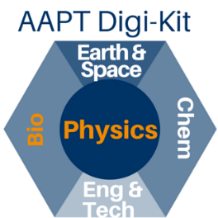 AAPT Digi-Kit
Earth &
Space
Bio
Physics
Chem
Eng &
Tech